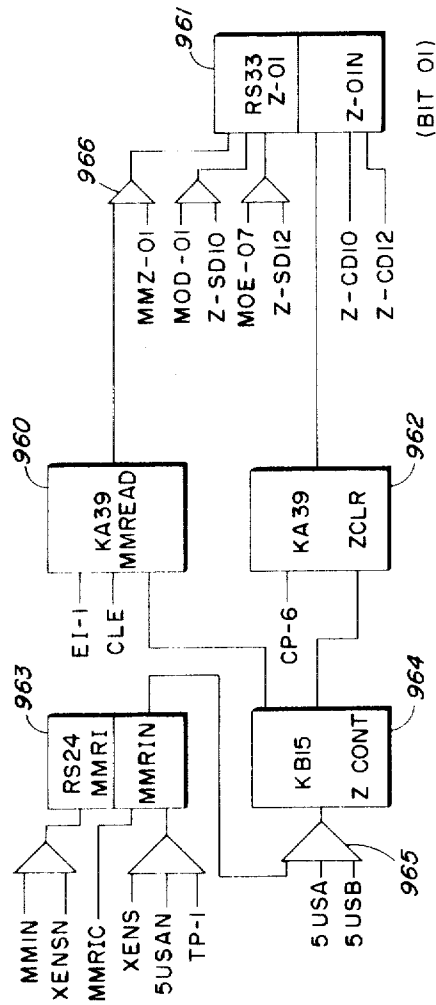 963
MMIN
XENSN
MMRIC
XENS
5USAN
TP-1
RS24
MMRI
MMRIN
960
EI-1
CLE
KA39
MMREAD
966
MMZ-01
MOD-01
Z-SD10
MOE-07
Z-SD12
961
RS33
Z-01
Z-01N
Z-CD10
Z-CD12
(BIT 01)
5USA
5USB
965
KB15
Z CONT
964
CP-6
KA39
ZCLR
962